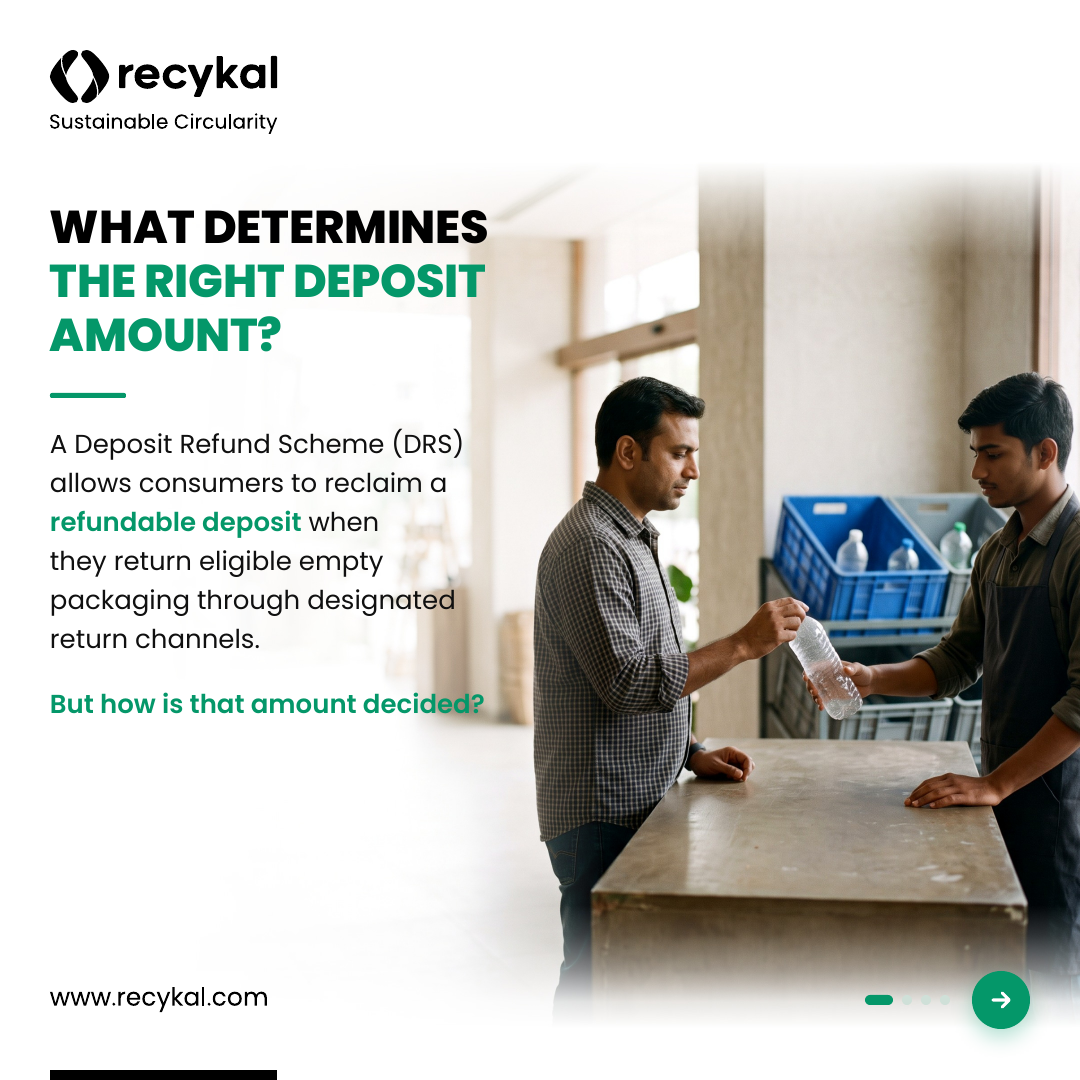 recykal
Sustainable Circularity
WHAT DETERMINES
THE RIGHT DEPOSIT
AMOUNT?
A Deposit Refund Scheme (DRS)
allows consumers to reclaim a
refundable deposit when
they return eligible empty
packaging through designated
return channels.
But how is that amount decided?
www.recykal.com